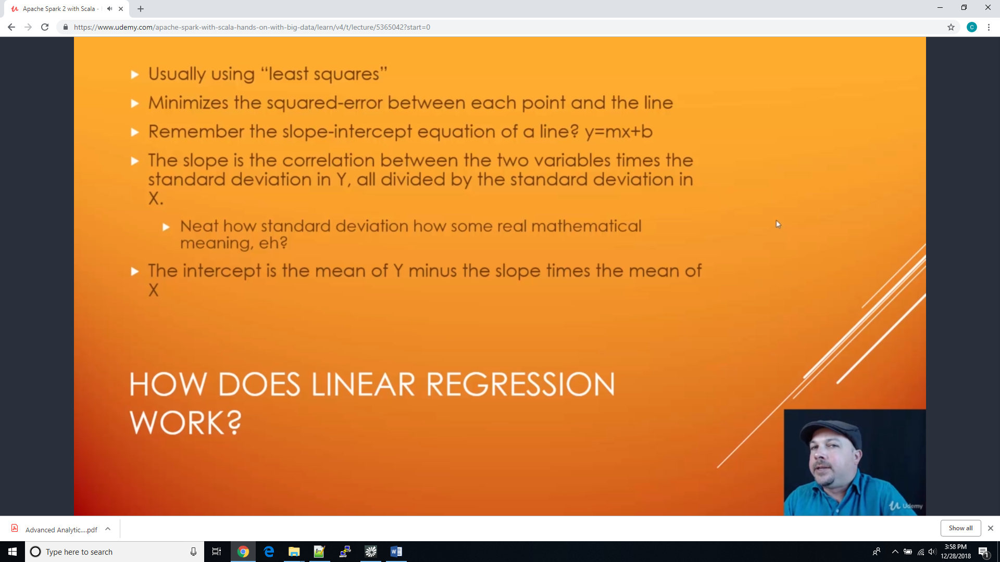 Apache Spark 2 with Scala -
https://www.udemy.com/apache-spark-with-scala-hands-on-with-big-data/learn/v4/t/lecture/5365042?start=0
C
Usually using “least squares”
Minimizes the squared-error between each point and the line
Remember the slope-intercept equation of a line? y=mx+b
The slope is the correlation between the two variables times the
standard deviation in Y, all divided by the standard deviation in
X.
Neat how standard deviation how some real mathematical
meaning, eh?
The intercept is the mean of Y minus the slope times the mean of
X
HOW DOES LINEAR REGRESSION
WORK?
Udemy
Advanced Analytic....pdf
Show all
Type here to search
3:58 PM
12/28/2018
1